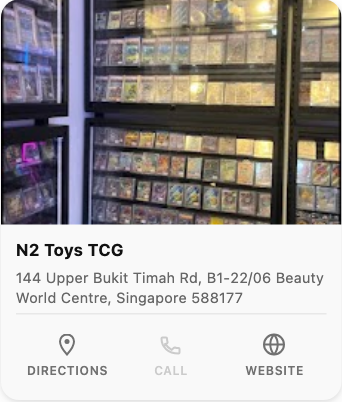 N2 Toys TCG
144 Upper Bukit Timah Rd, B1-22/06 Beauty
World Centre, Singapore 588177
DIRECTIONS CALL WEBSITE